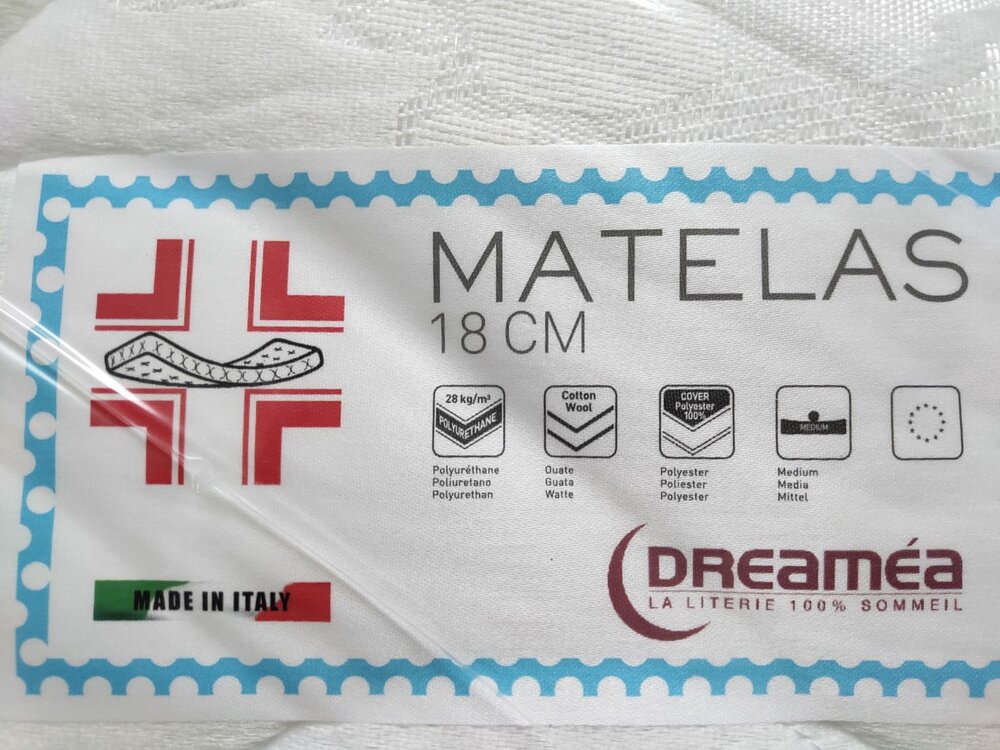 MATELAS
18 CM
28 kg/m³
POLYURETHANE
Polyuréthane
Poliuretano
Polyurethan
Cotton
Wool
Ouate
Guata
Watte
COVER
Polyester
100%
Polyester
Poliester
Polyester
MEDIUM
Medium
Media
Mittel
DREAMéA
LA LITERIE 100% SOMMEIL
MADE IN ITALY